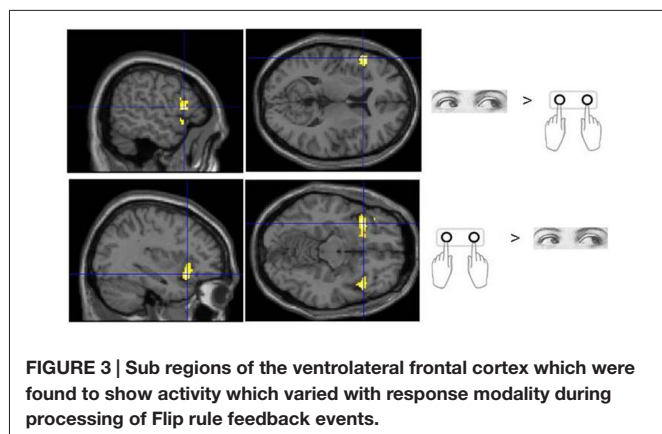 >
>
FIGURE 3 | Sub regions of the ventrolateral frontal cortex which were
found to show activity which varied with response modality during
processing of Flip rule feedback events.